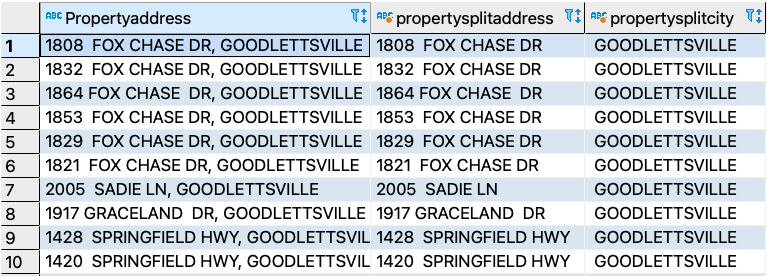 Propertyaddress propertysplitaddress propertysplitcity
1 1808  FOX CHASE DR, GOODLETTSVILLE 1808  FOX CHASE DR GOODLETTSVILLE
2 1832  FOX CHASE DR, GOODLETTSVILLE 1832  FOX CHASE DR GOODLETTSVILLE
3 1864 FOX CHASE  DR, GOODLETTSVILLE 1864 FOX CHASE  DR GOODLETTSVILLE
4 1853  FOX CHASE DR, GOODLETTSVILLE 1853  FOX CHASE DR GOODLETTSVILLE
5 1829  FOX CHASE DR, GOODLETTSVILLE 1829  FOX CHASE DR GOODLETTSVILLE
6 1821  FOX CHASE DR, GOODLETTSVILLE 1821  FOX CHASE DR GOODLETTSVILLE
7 2005  SADIE LN, GOODLETTSVILLE 2005  SADIE LN GOODLETTSVILLE
8 1917 GRACELAND  DR, GOODLETTSVILLE 1917 GRACELAND  DR GOODLETTSVILLE
9 1428  SPRINGFIELD HWY, GOODLETTSVIL 1428  SPRINGFIELD HWY GOODLETTSVILLE
10 1420  SPRINGFIELD HWY, GOODLETTSVIL 1420  SPRINGFIELD HWY GOODLETTSVILLE